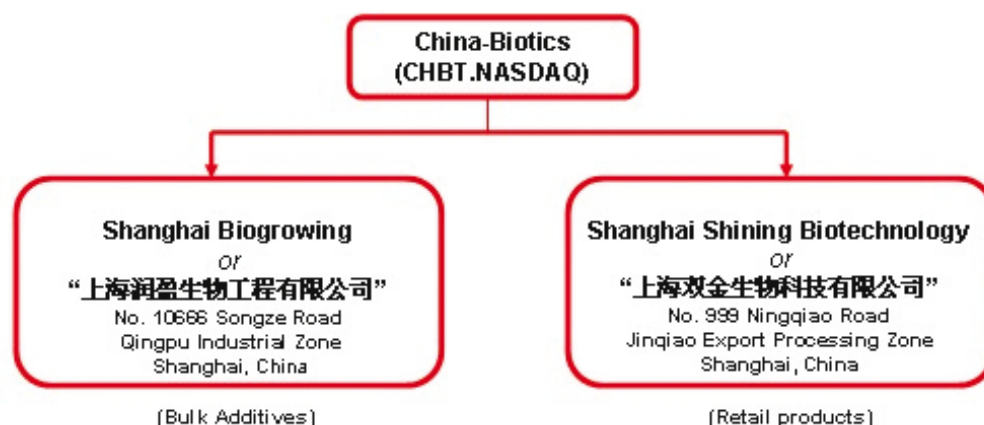 China-Biotics
(CHBT.NASDAQ)
Shanghai Biogrowing
or
“上海润盈生物工程有限公司”
No. 10666 Songze Road
Qingpu Industrial Zone
Shanghai, China
(Bulk Additives)
Shanghai Shining Biotechnology
or
“上海双金生物科技有限公司”
No. 999 Ningqiao Road
Jinqiao Export Processing Zone
Shanghai, China
(Retail products)